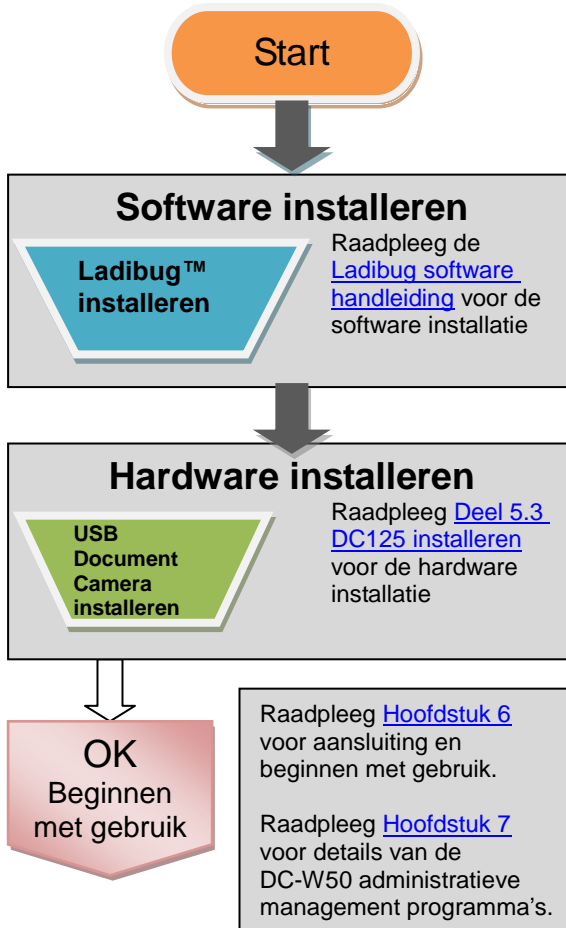 Start
Software installeren
Ladibug™
installeren
Raadpleeg de
Ladibug software
handleiding voor de
software installatie
Hardware installeren
USB
Document
Camera
installeren
Raadpleeg Deel 5.3
DC125 installeren
voor de hardware
installatie
OK
Beginnen
met gebruik
Raadpleeg Hoofdstuk 6
voor aansluiting en
beginnen met gebruik.
Raadpleeg Hoofdstuk 7
voor details van de
DC-W50 administratieve
management programma's.